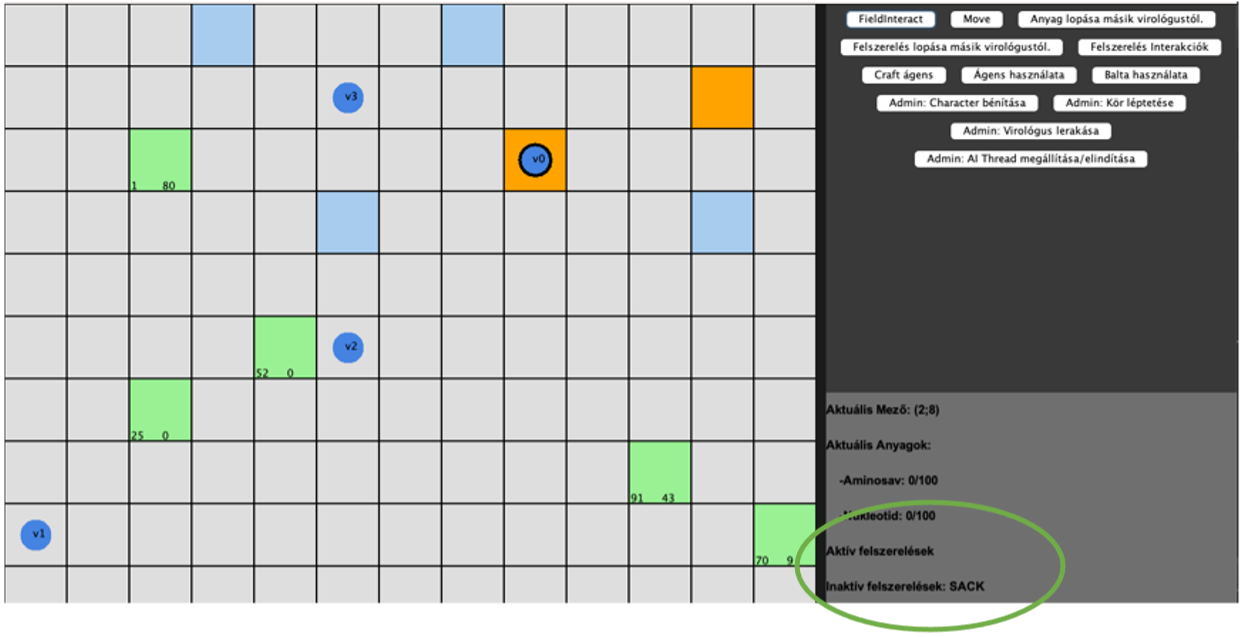 FieldInteract Move Anyag lopása másik virológustól.
Felszerelés lopása másik virológustól. Felszerelés Interakciók
Craft ágens Ágens használata Balta használata
Admin: Character bénítása Admin: Kör léptetése
Admin: Virológus lerakása
Admin: AI Thread megállítása/elindítása
v3
v0
1 80
v2
52 0
25 0
91 43
v1
70 9
Aktuális Mező: (2;8)
Aktuális Anyagok:
-Aminosav: 0/100
-Nukleotid: 0/100
Aktív felszerelések
Inaktív felszerelések: SACK